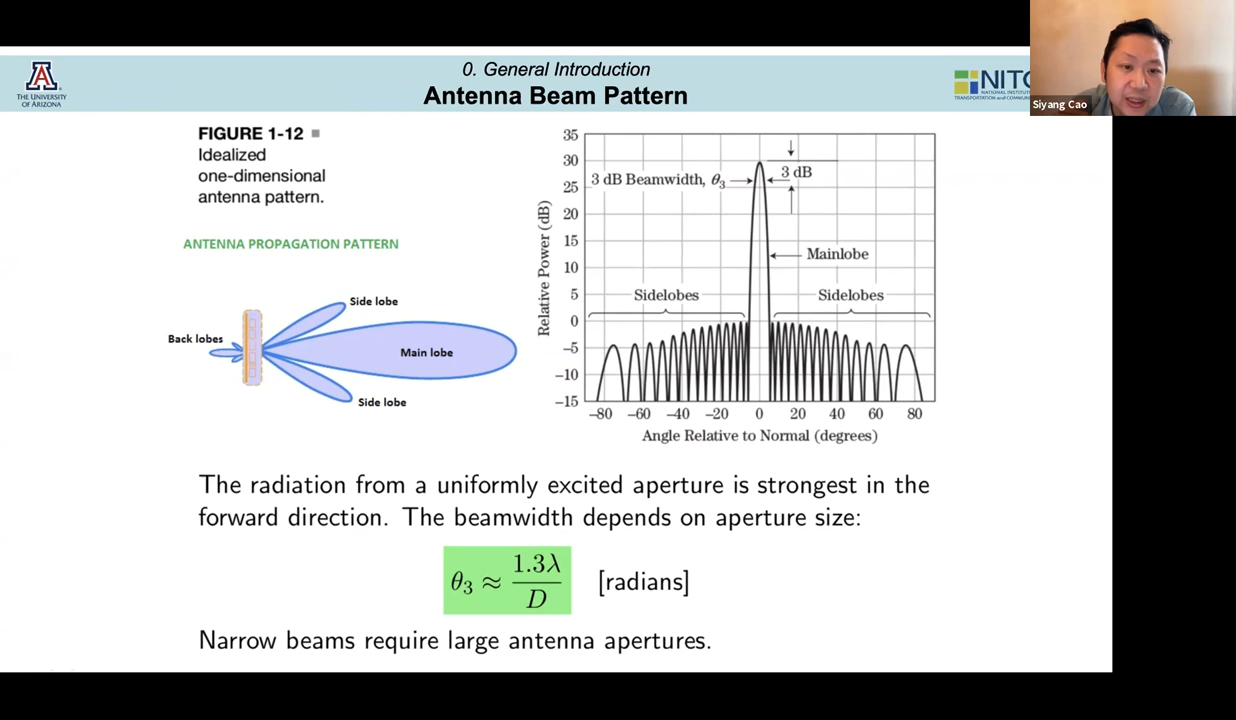 THE UNIVERSITY
OF ARIZONA
0. General Introduction
Antenna Beam Pattern
Siyang Cao
FIGURE 1-12
Idealized
one-dimensional
antenna pattern.
ANTENNA PROPAGATION PATTERN
Side lobe
Back lobes
Main lobe
Side lobe
35
30
25
20
15
10
5
0
–5
–10
–15
Relative Power (dB)
3 dB Beamwidth, θ₃
3 dB
Mainlobe
Sidelobes
Sidelobes
–80 –60 –40 –20 0 20 40 60 80
Angle Relative to Normal (degrees)
The radiation from a uniformly excited aperture is strongest in the
forward direction. The beamwidth depends on aperture size:
θ₃ ≈ 1.3λ / D [radians]
Narrow beams require large antenna apertures.